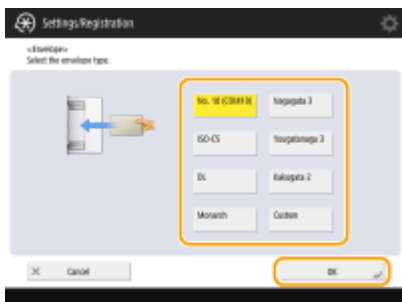 Settings/Registration
<Envelope>
Select the envelope type.
No. 10 (COM10)
Nagagata 3
ISO-C5
Yougatanaga 3
DL
Kakugata 2
Monarch
Custom
Cancel
OK